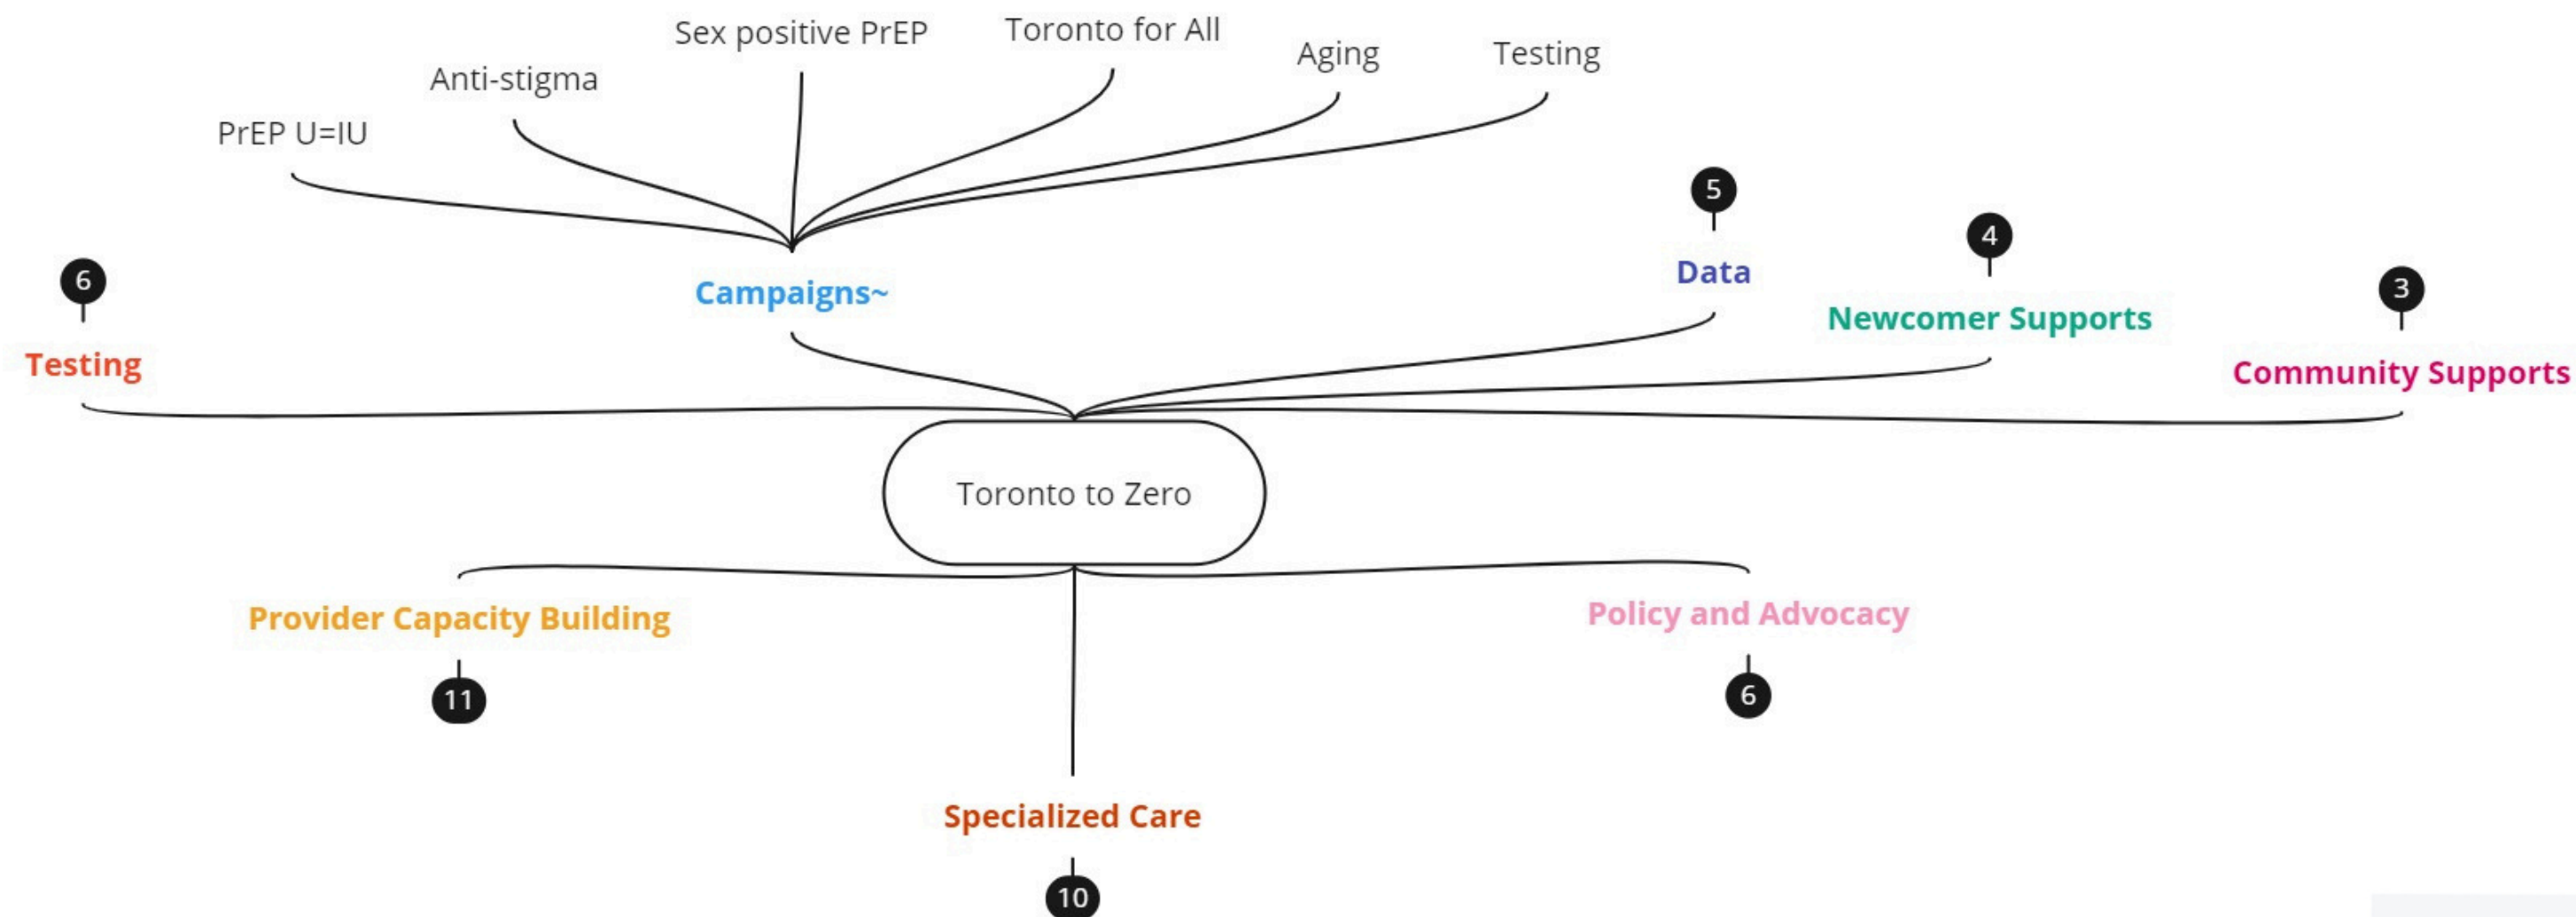 Sex positive PrEP
Toronto for All
Aging
Testing
Anti-stigma
PrEP U=IU
5
4
6
3
Data
Campaigns~
Newcomer Supports
Testing
Community Supports
Toronto to Zero
Provider Capacity Building
Policy and Advocacy
11
6
Specialized Care
10